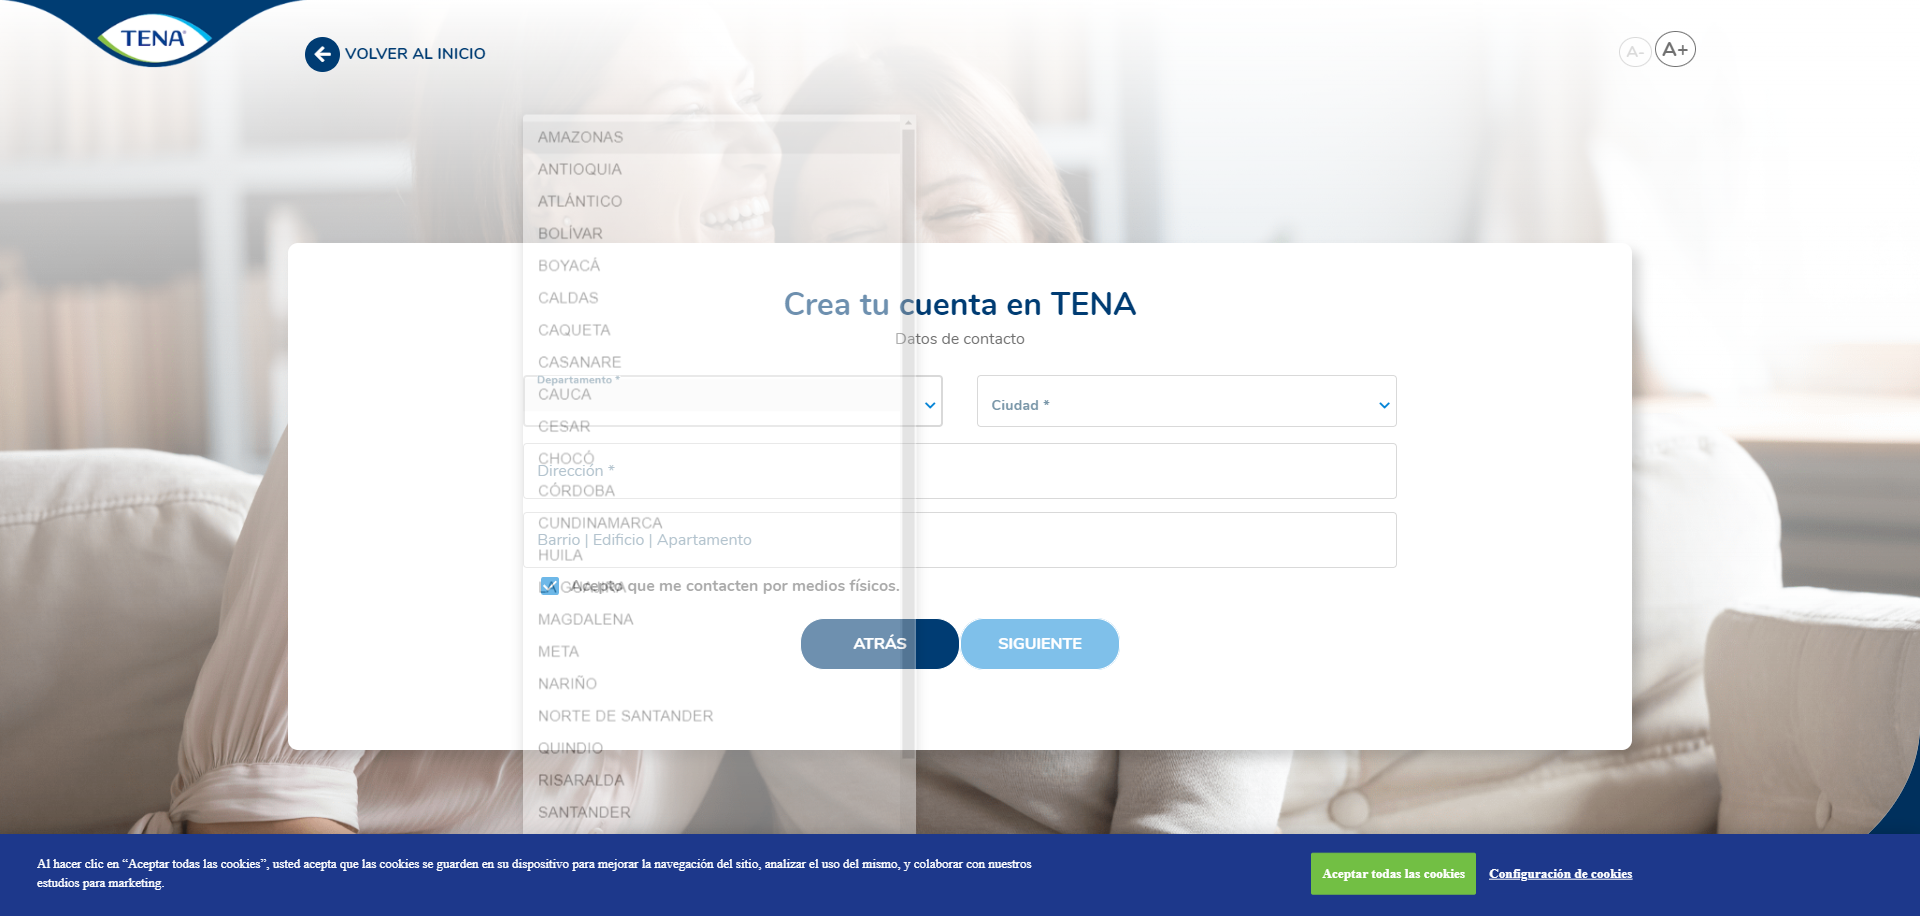 TENA
VOLVER AL INICIO
A-
A+
AMAZONAS
ANTIOQUIA
ATLÁNTICO
BOLÍVAR
BOYACÁ
CALDAS
CAQUETA
CASANARE
CAUCA
CESAR
CHOCÓ
CÓRDOBA
CUNDINAMARCA
HUILA
LA GUAJIRA
MAGDALENA
META
NARIÑO
NORTE DE SANTANDER
QUINDIO
RISARALDA
SANTANDER
Crea tu cuenta en TENA
Datos de contacto
Departamento *
Ciudad *
Dirección *
Barrio | Edificio | Apartamento
Acepto que me contacten por medios físicos.
ATRÁS
SIGUIENTE
Al hacer clic en “Aceptar todas las cookies”, usted acepta que las cookies se guarden en su dispositivo para mejorar la navegación del sitio, analizar el uso del mismo, y colaborar con nuestros
estudios para marketing.
Aceptar todas las cookies
Configuración de cookies